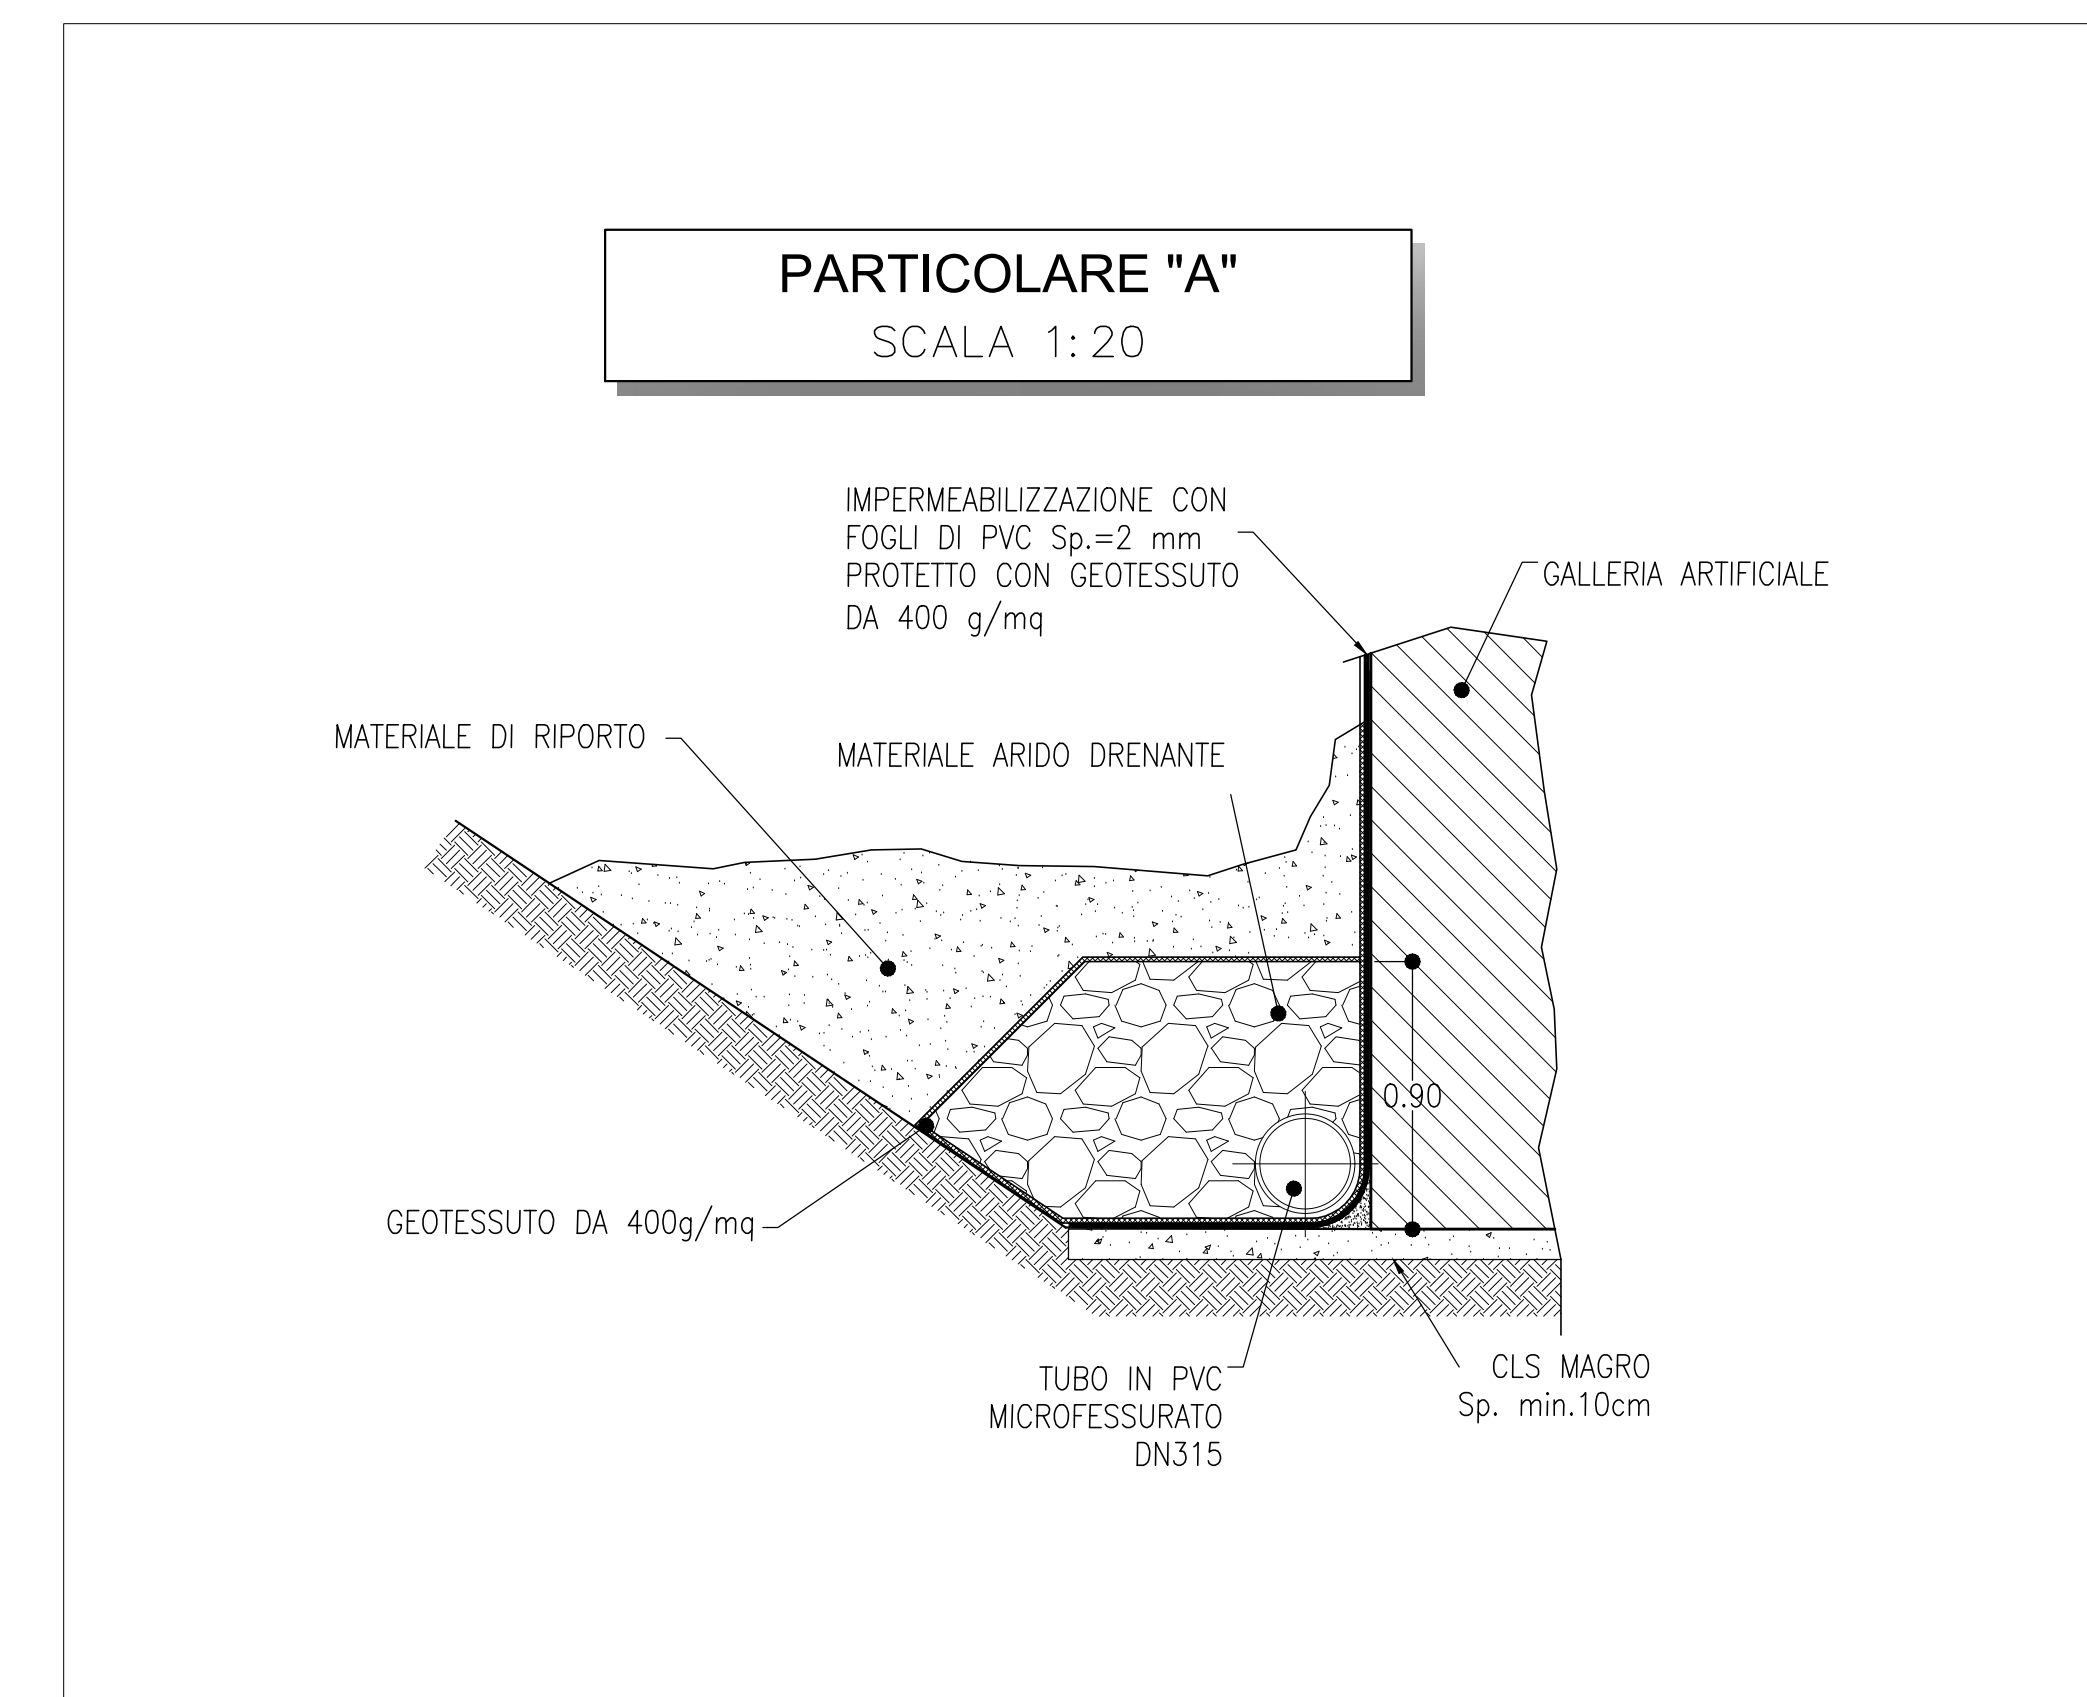 PARTICOLARE "A"
SCALA 1:20
IMPERMEABILIZZAZIONE CON
FOGLI DI PVC Sp.=2 mm
PROTETTO CON GEOTESSUTO
DA 400 g/mq
GALLERIA ARTIFICIALE
MATERIALE DI RIPORTO
MATERIALE ARIDO DRENANTE
0.90
GEOTESSUTO DA 400g/mq
TUBO IN PVC
MICROFESSURATO
DN315
CLS MAGRO
Sp. min.10cm